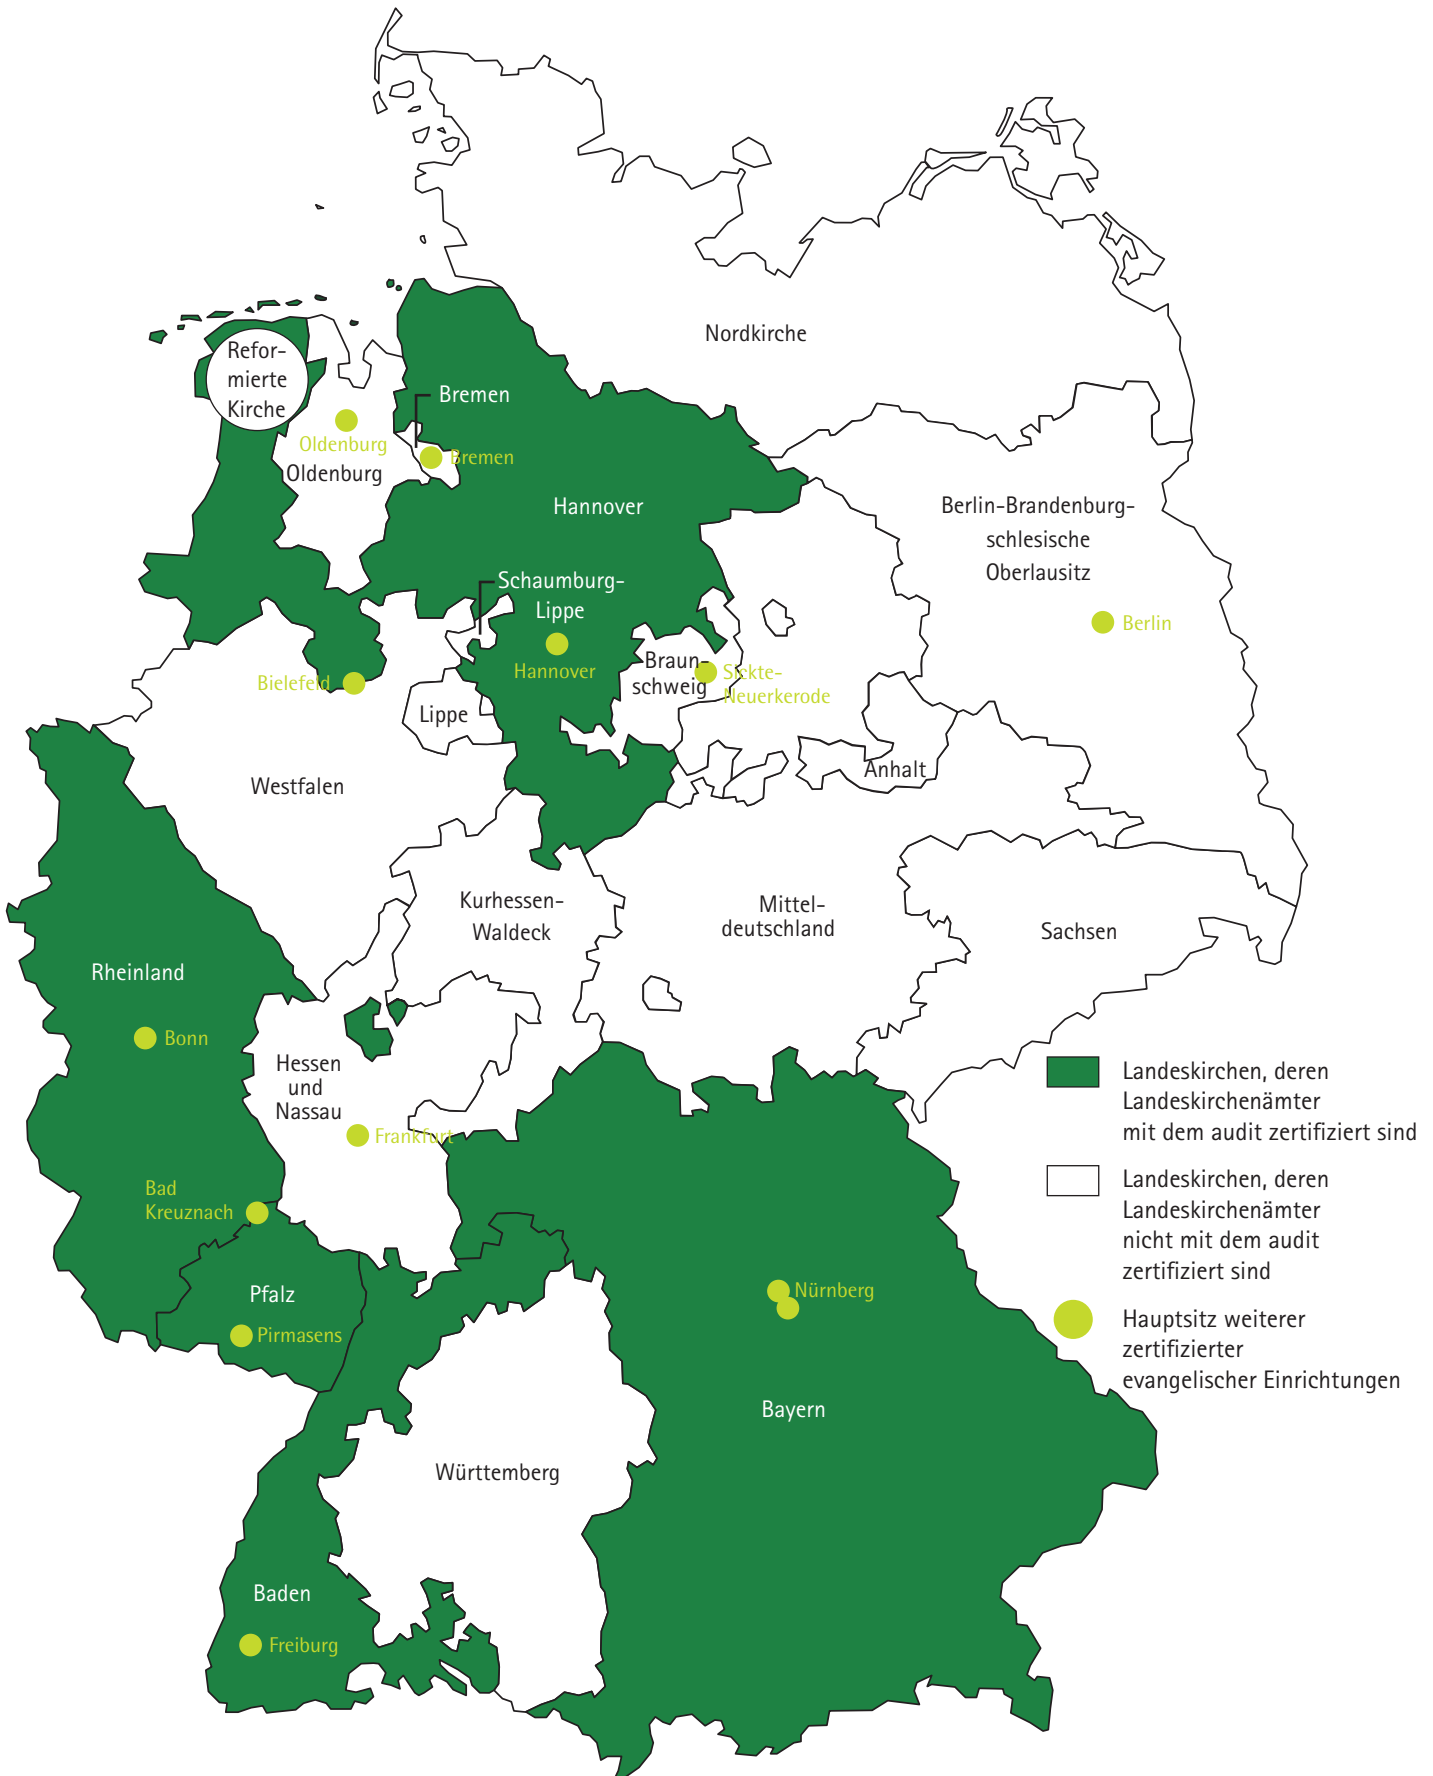 Nordkirche
Refor-
mierte
Kirche
Bremen
Oldenburg
Oldenburg
Bremen
Hannover
Berlin-Brandenburg-
schlesische
Oberlausitz
Schaumburg-
Lippe
Berlin
Hannover
Braun-
schweig
Sickte-
Neuerkerode
Bielefeld
Lippe
Westfalen
Anhalt
Kurhessen-
Waldeck
Mittel-
deutschland
Sachsen
Rheinland
Bonn
Hessen
und
Nassau
Frankfurt
Bad
Kreuznach
Pfalz
Pirmasens
Nürnberg
Bayern
Württemberg
Baden
Freiburg
Landeskirchen, deren
Landeskirchenämter
mit dem audit zertifiziert sind
Landeskirchen, deren
Landeskirchenämter
nicht mit dem audit
zertifiziert sind
Hauptsitz weiterer
zertifizierter
evangelischer Einrichtungen